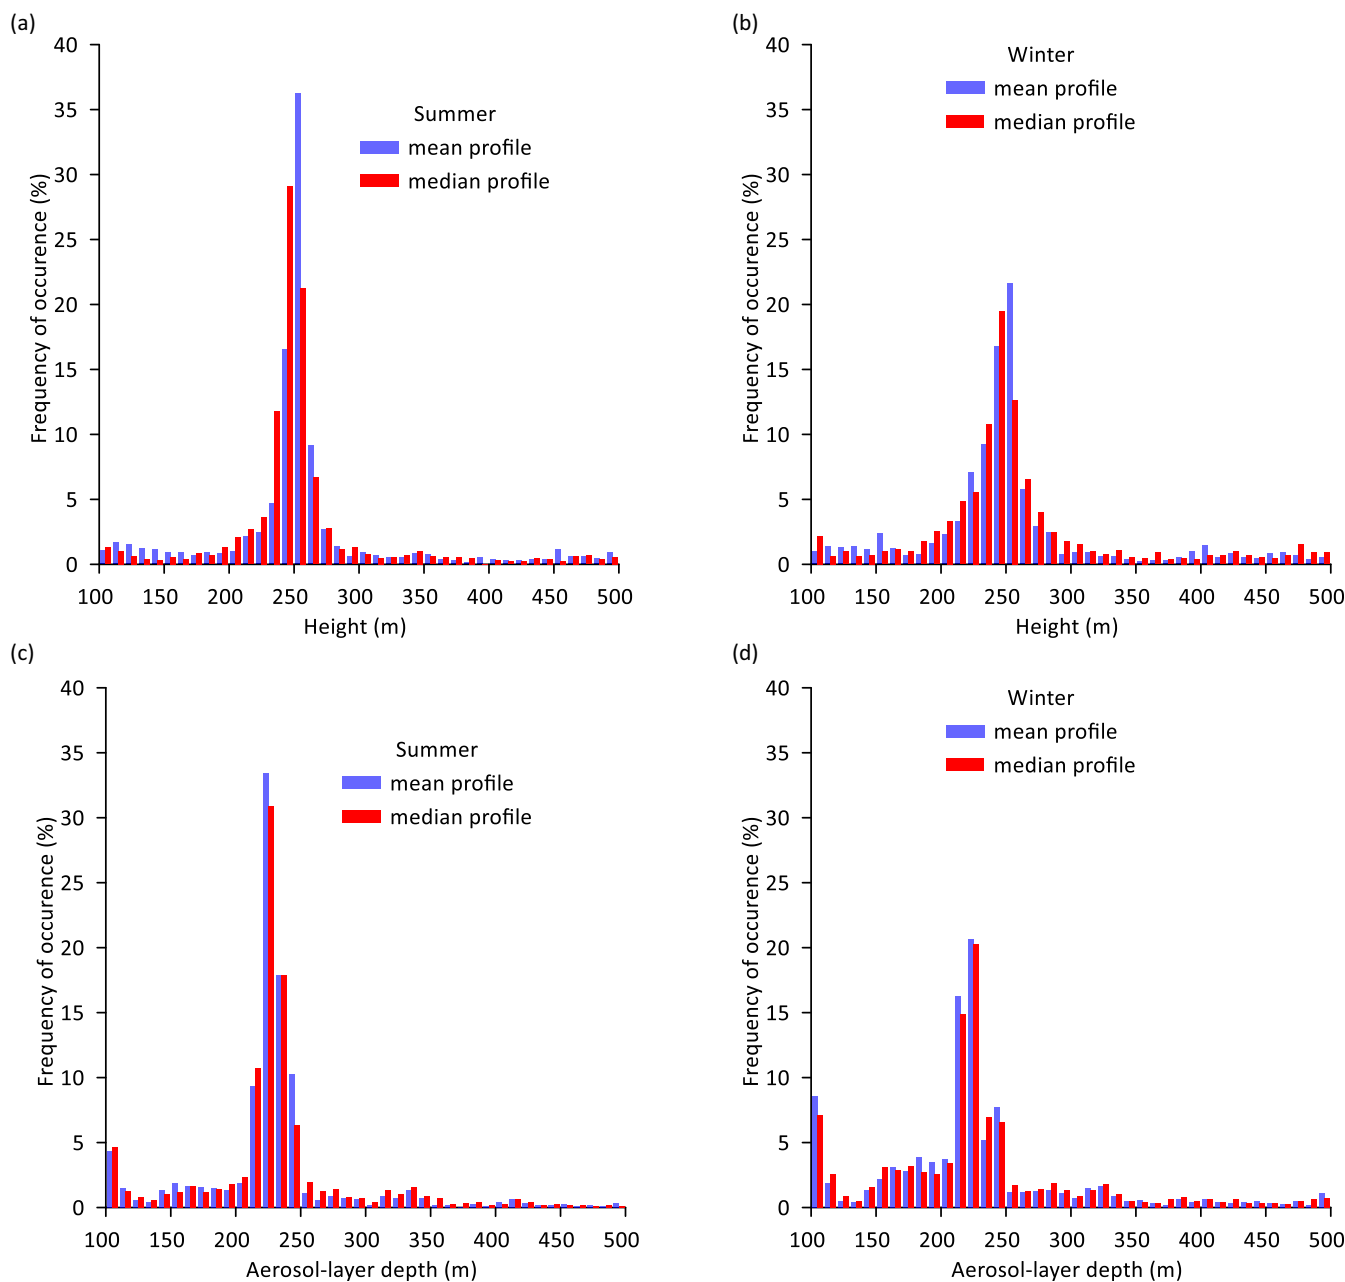 (a)
40
35
30
25
20
15
10
5
0
Frequency of occurence (%)
Summer
mean profile
median profile
100 150 200 250 300 350 400 450 500
Height (m)
(b)
40
35
30
25
20
15
10
5
0
Frequency of occurence (%)
Winter
mean profile
median profile
100 150 200 250 300 350 400 450 500
Height (m)
(c)
40
35
30
25
20
15
10
5
0
Frequency of occurence (%)
Summer
mean profile
median profile
100 150 200 250 300 350 400 450 500
Aerosol-layer depth (m)
(d)
40
35
30
25
20
15
10
5
0
Frequency of occurence (%)
Winter
mean profile
median profile
100 150 200 250 300 350 400 450 500
Aerosol-layer depth (m)